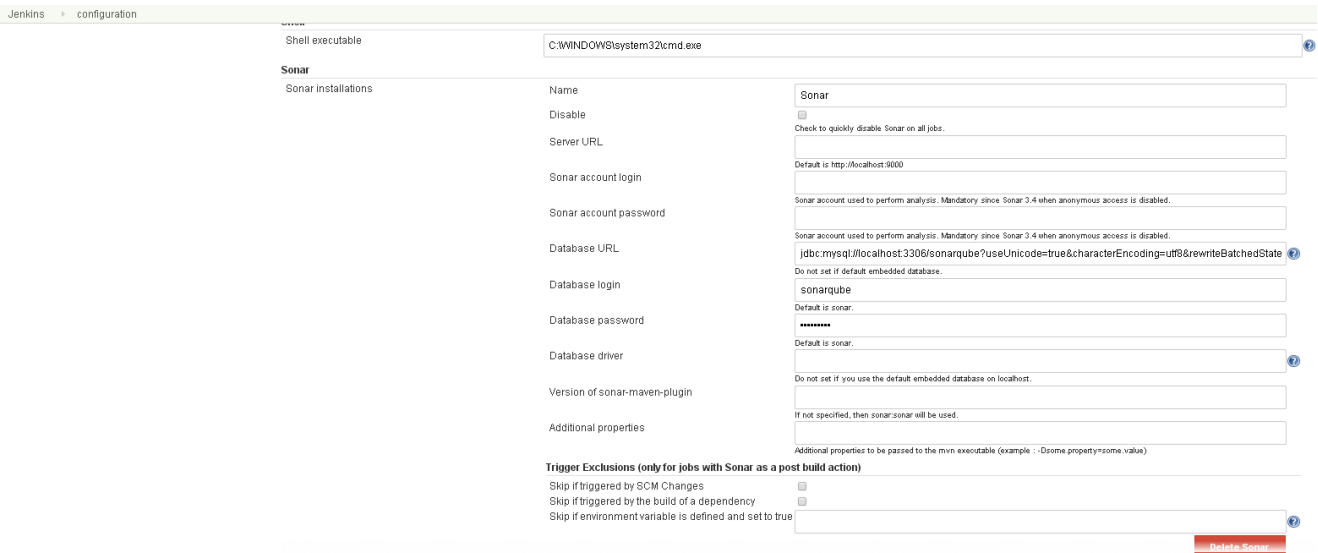 Jenkins configuration
Shell
Shell executable
C:\WINDOWS\system32\cmd.exe
Sonar
Sonar installations
Name
Sonar
Disable
Check to quickly disable Sonar on all jobs.
Server URL
Default is http://localhost:9000
Sonar account login
Sonar account used to perform analysis. Mandatory since Sonar 3.4 when anonymous access is disabled.
Sonar account password
Sonar account used to perform analysis. Mandatory since Sonar 3.4 when anonymous access is disabled.
Database URL
jdbc:mysql://localhost:3306/sonarqube?useUnicode=true&characterEncoding=utf8&rewriteBatchedState
Do not set if default embedded database.
Database login
sonarqube
Default is sonar.
Database password
Default is sonar.
Database driver
Do not set if you use the default embedded database on localhost.
Version of sonar-maven-plugin
If not specified, then sonar:sonar will be used.
Additional properties
Additional properties to be passed to the mvn executable (example : -Dsome.property=some.value)
Trigger Exclusions (only for jobs with Sonar as a post build action)
Skip if triggered by SCM Changes
Skip if triggered by the build of a dependency
Skip if environment variable is defined and set to true
Delete Sonar